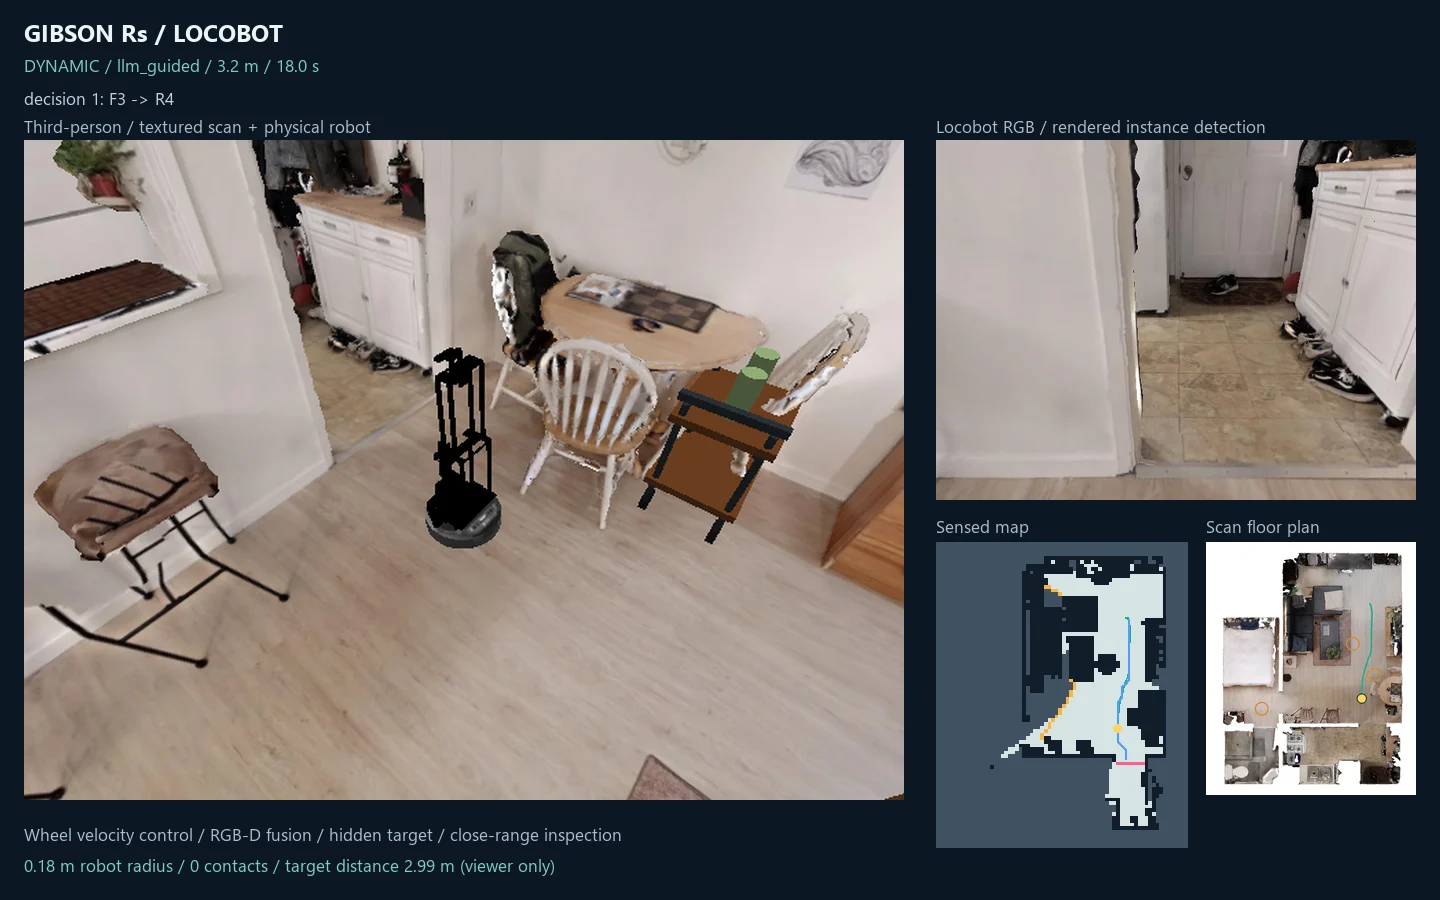 GIBSON Rs / LOCOBOT
DYNAMIC / llm_guided / 3.2 m / 18.0 s
decision 1: F3 -> R4
Third-person / textured scan + physical robot
Locobot RGB / rendered instance detection
Sensed map
Scan floor plan
Wheel velocity control / RGB-D fusion / hidden target / close-range inspection
0.18 m robot radius / 0 contacts / target distance 2.99 m (viewer only)